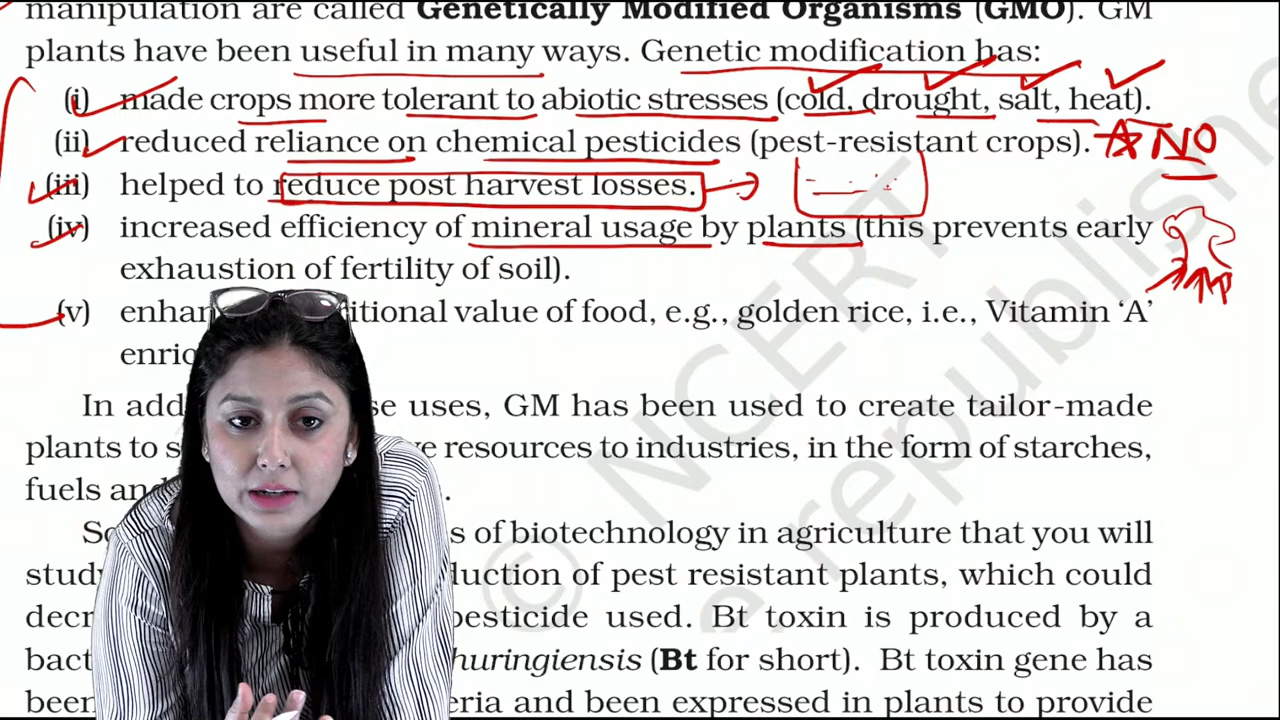 manipulation are called Genetically Modified Organisms (GMO). GM
plants have been useful in many ways. Genetic modification has:
(i) made crops more tolerant to abiotic stresses (cold, drought, salt, heat).
(ii) reduced reliance on chemical pesticides (pest-resistant crops). NO
(iii) helped to reduce post harvest losses.
(iv) increased efficiency of mineral usage by plants (this prevents early
exhaustion of fertility of soil).
(v) enhan itional value of food, e.g., golden rice, i.e., Vitamin ‘A’
enric
In add se uses, GM has been used to create tailor-made
plants to s e resources to industries, in the form of starches,
fuels and .
So s of biotechnology in agriculture that you will
study duction of pest resistant plants, which could
decr pesticide used. Bt toxin is produced by a
bact huringiensis (Bt for short). Bt toxin gene has
been eria and been expressed in plants to provide
© NCERT
e republishe